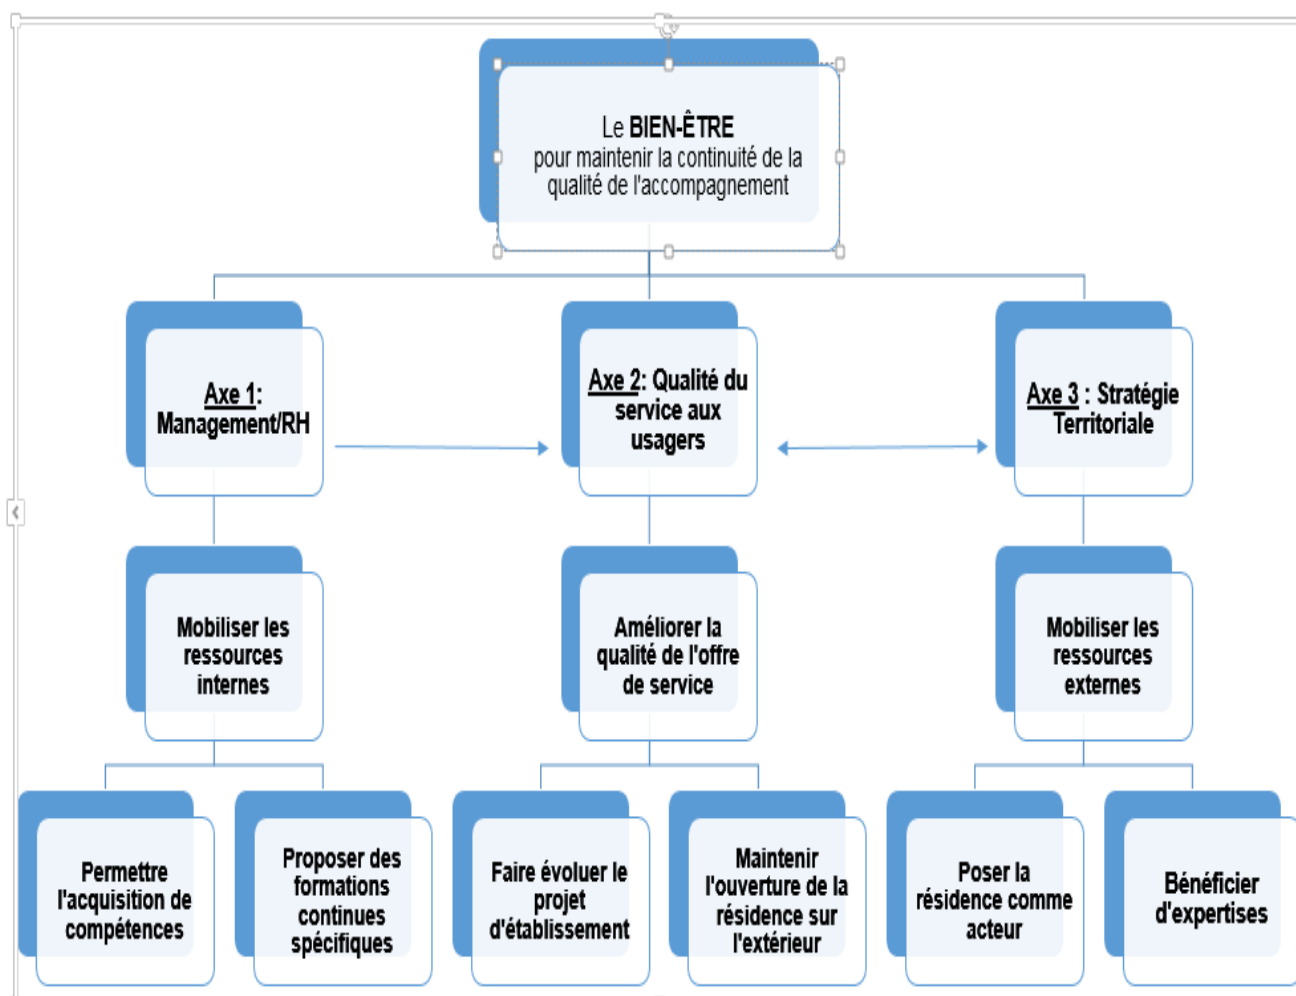 Le BIEN-ÊTRE
pour maintenir la continuité de la
qualité de l'accompagnement
Axe 1:
Management/RH
Axe 2: Qualité du
service aux
usagers
Axe 3 : Stratégie
Territoriale
Mobiliser les
ressources
internes
Améliorer la
qualité de l'offre
de service
Mobiliser les
ressources
externes
Permettre
l'acquisition de
compétences
Proposer des
formations
continues
spécifiques
Faire évoluer le
projet
d'établissement
Maintenir
l'ouverture de la
résidence sur
l'extérieur
Poser la
résidence comme
acteur
Bénéficier
d'expertises